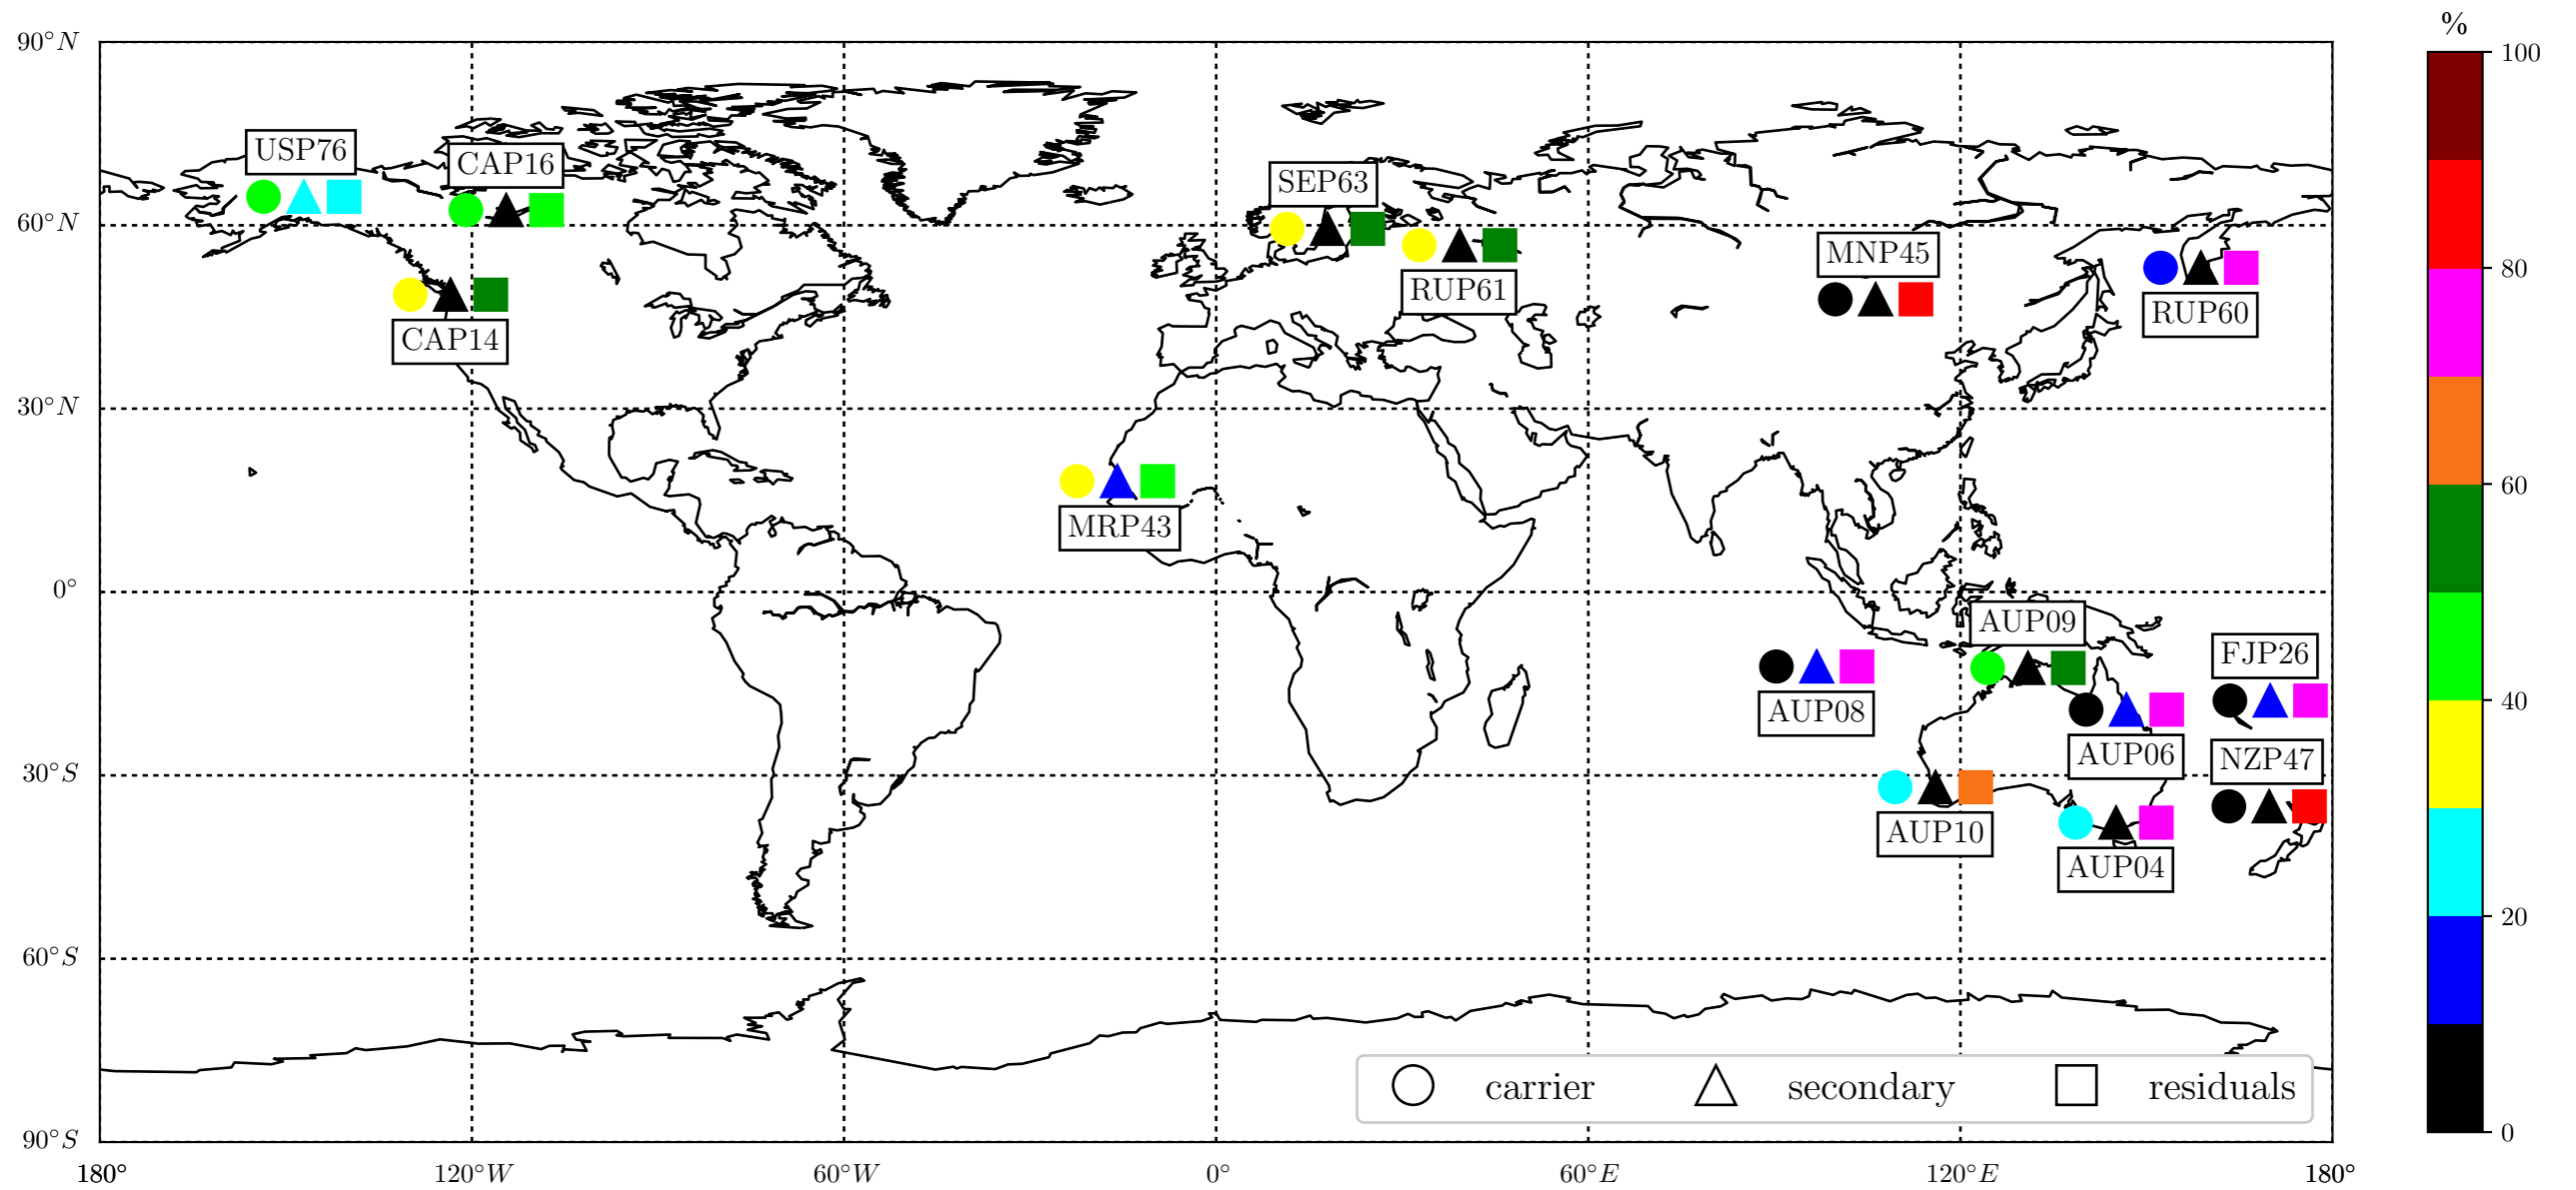 %
90°N
60°N
30°N
0°
30°S
60°S
90°S
180°
120°W
60°W
0°
60°E
120°E
180°
USP76
CAP16
CAP14
SEP63
RUP61
MNP45
RUP60
MRP43
AUP09
AUP08
FJP26
AUP06
NZP47
AUP10
AUP04
carrier
secondary
residuals
100
80
60
40
20
0